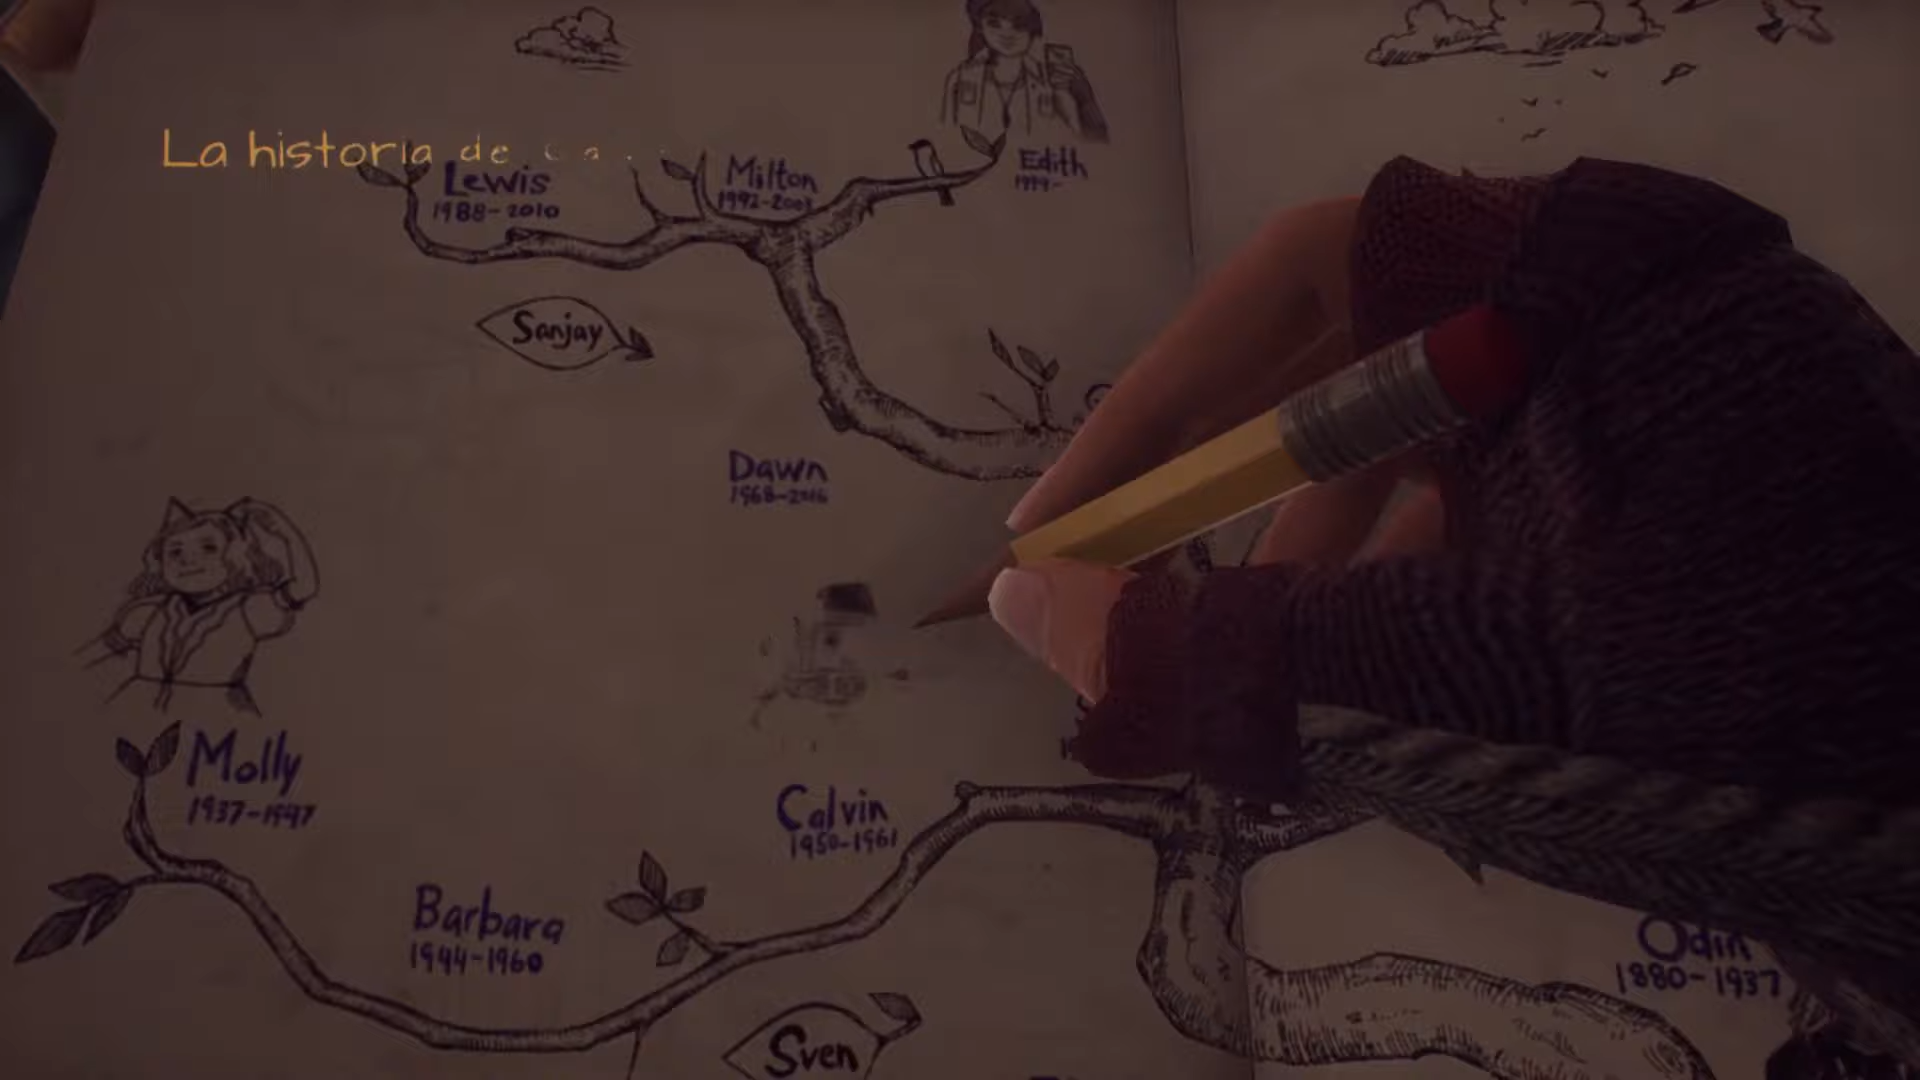 La historia de
Lewis
1988-2010
Milton
1992-2003
Edith
1999-
Sanjay
Dawn
1968-2016
Molly
1937-1947
Calvin
1950-1961
Barbara
1944-1960
Odin
1880-1937
Sven